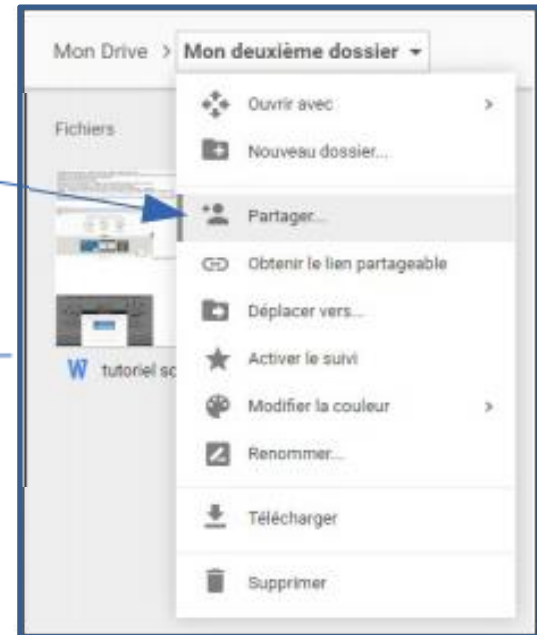 Mon Drive > Mon deuxième dossier
Ouvrir avec
Fichiers
Nouveau dossier...
Partager...
Obtenir le lien partageable
Déplacer vers...
W tutoriel sc
Activer le suivi
Modifier la couleur
Renommer...
Télécharger
Supprimer